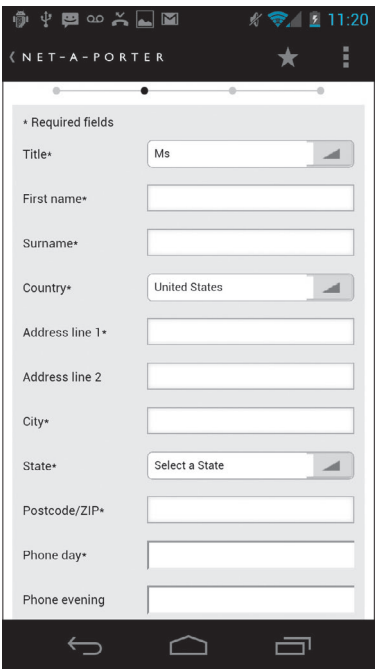 11:20
NET-A-PORTER
* Required fields
Title* Ms
First name*
Surname*
Country* United States
Address line 1*
Address line 2
City*
State* Select a State
Postcode/ZIP*
Phone day*
Phone evening